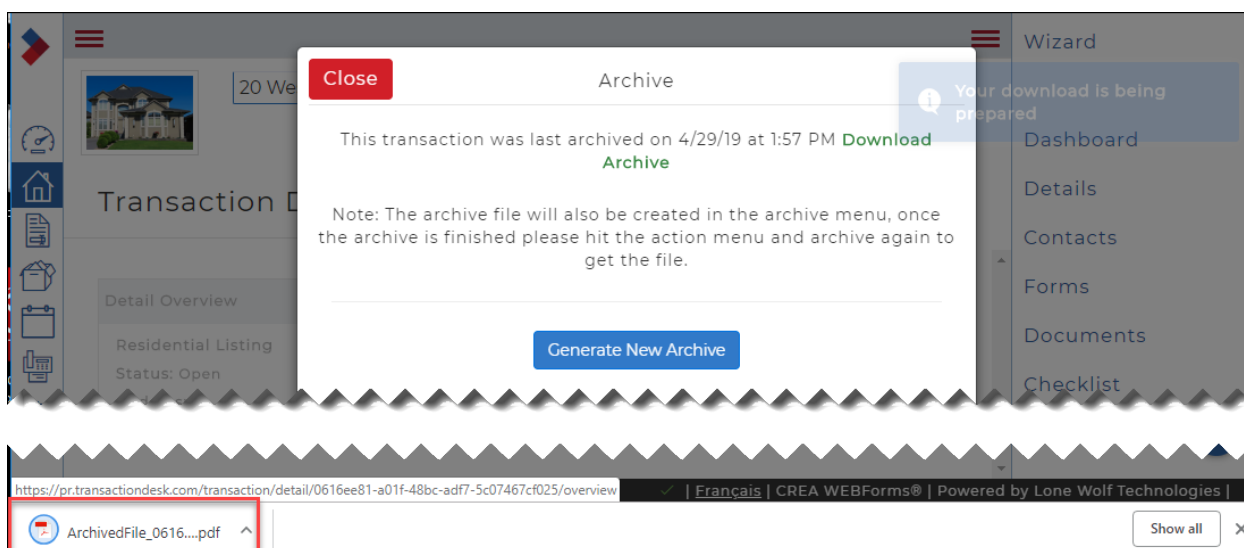 Wizard
Close
Archive
20 We
Your download is being
prepared
This transaction was last archived on 4/29/19 at 1:57 PM Download
Archive
Dashboard
Transaction D
Details
Note: The archive file will also be created in the archive menu, once
the archive is finished please hit the action menu and archive again to
get the file.
Contacts
Forms
Detail Overview
Residential Listing
Generate New Archive
Documents
Status: Open
Checklist
https://pr.transactiondesk.com/transaction/detail/0616ee81-a01f-48bc-adf7-5c07467cf025/overview
| Français | CREA WEBForms® | Powered by Lone Wolf Technologies |
ArchivedFile_0616....pdf
Show all